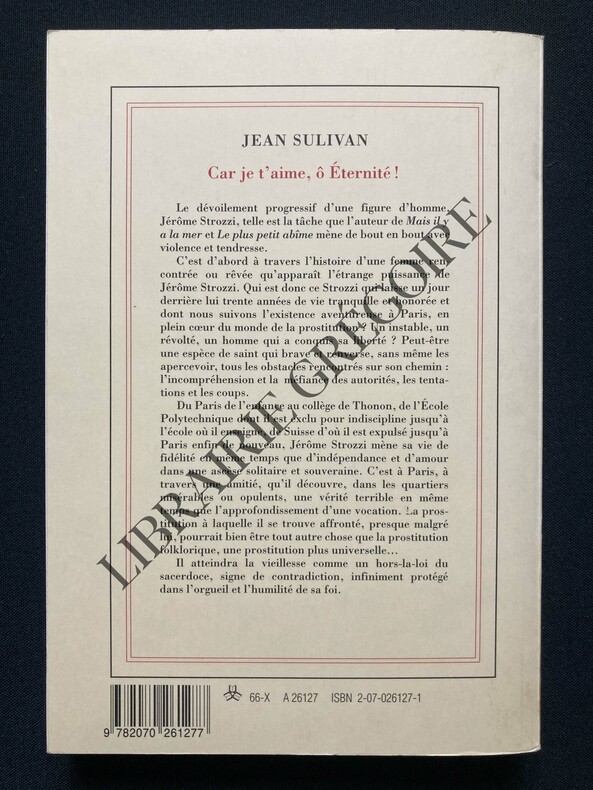 JEAN SULIVAN
Car je t'aime, ô Éternité !
Le dévoilement progressif d'une figure d'homme,
Jérôme Strozzi, telle est la tâche que l'auteur de Mais il y
a la mer et Le plus petit abîme mène de bout en bout avec
violence et tendresse.
C'est d'abord à travers l'histoire d'une femme ren-
contrée ou rêvée qu'apparaît l'étrange puissance de
Jérôme Strozzi. Qui est donc ce Strozzi qui laisse un jour
derrière lui trente années de vie tranquille et honorée et
dont nous suivons l'existence aventureuse à Paris, en
plein cœur du monde de la prostitution ? Un instable, un
révolté, un homme qui a conquis sa liberté ? Peut-être
une espèce de saint qui brave et renverse, sans même les
apercevoir, tous les obstacles rencontrés sur son chemin :
l'incompréhension et la méfiance des autorités, les tenta-
tions et les coups.
Du Paris de l'enfance au collège de Thonon, de l'École
Polytechnique dont il est exclu pour indiscipline jusqu'à
l'école où il enseigne, de Suisse d'où il est expulsé jusqu'à
Paris enfin de nouveau, Jérôme Strozzi mène sa vie de
fidélité en même temps que d'indépendance et d'amour
dans une ascèse solitaire et souveraine. C'est à Paris, à
travers une amitié, qu'il découvre, dans les quartiers
misérables ou opulents, une vérité terrible en même
temps que l'approfondissement d'une vocation. La pros-
titution à laquelle il se trouve affronté, presque malgré
lui, pourrait bien être tout autre chose que la prostitution
folklorique, une prostitution plus universelle...
Il atteindra la vieillesse comme un hors-la-loi du
sacerdoce, signe de contradiction, infiniment protégé
dans l'orgueil et l'humilité de sa foi.
66-X A 26127 ISBN 2-07-026127-1
9 782070 261277
LIBRAIRIE GRÉGOIRE